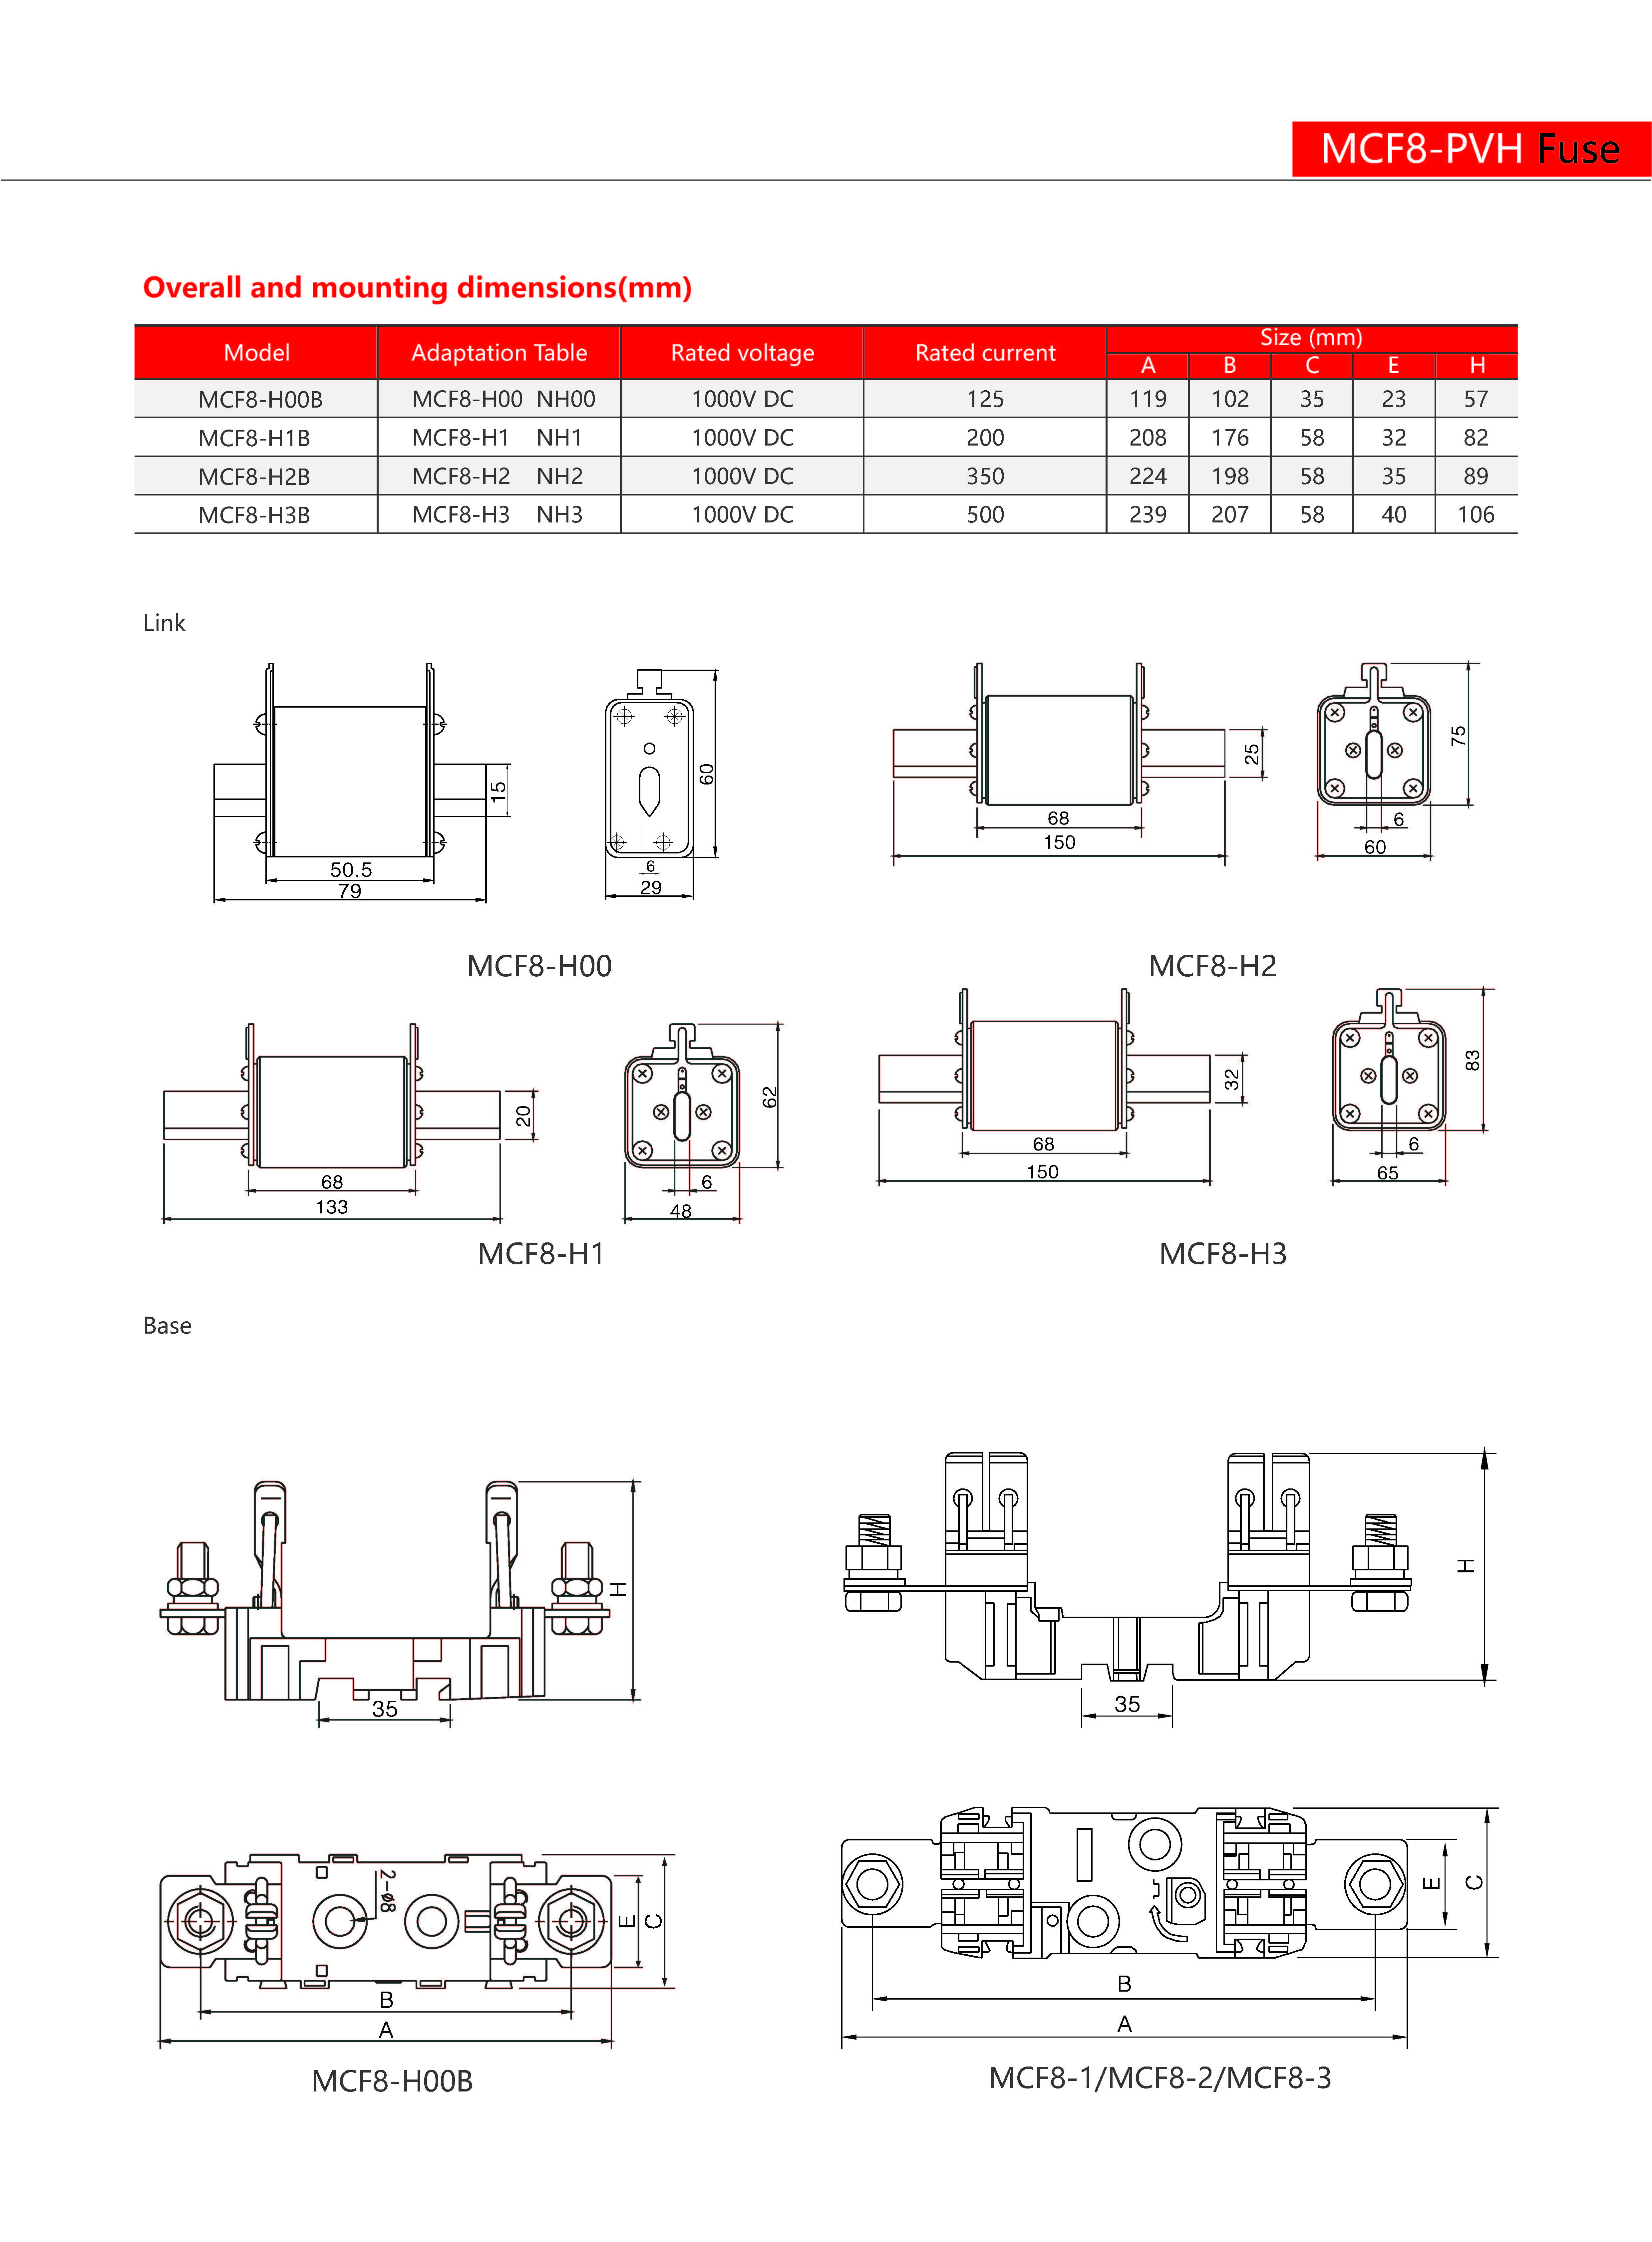 MCF8-PVH Fuse
Overall and mounting dimensions(mm)
Model Adaptation Table Rated voltage Rated current Size (mm)
A B C E H
MCF8-H00B MCF8-H00 NH00 1000V DC 125 119 102 35 23 57
MCF8-H1B MCF8-H1 NH1 1000V DC 200 208 176 58 32 82
MCF8-H2B MCF8-H2 NH2 1000V DC 350 224 198 58 35 89
MCF8-H3B MCF8-H3 NH3 1000V DC 500 239 207 58 40 106
Link
15
50.5
79
60
6
29
MCF8-H00
25
68
150
75
6
60
MCF8-H2
20
68
133
62
6
48
MCF8-H1
32
68
150
83
6
65
MCF8-H3
Base
H
35
H
35
2-ø8
E
C
B
A
MCF8-H00B
E
C
B
A
MCF8-1/MCF8-2/MCF8-3